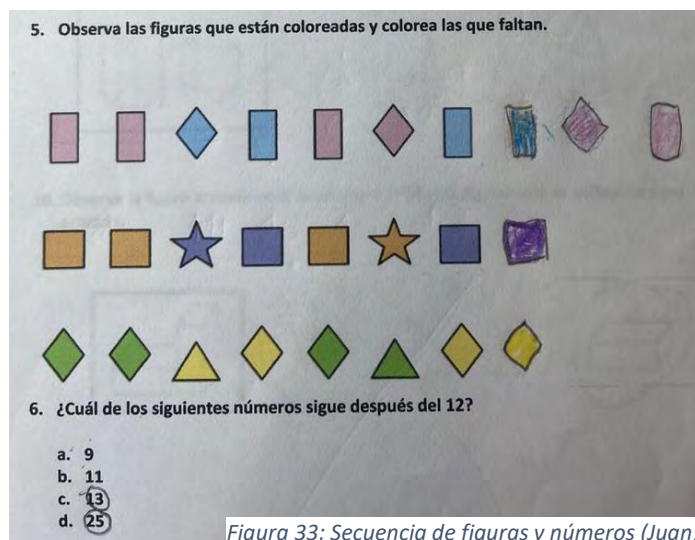 5. Observa las figuras que están coloreadas y colorea las que faltan.
6. ¿Cuál de los siguientes números sigue después del 12?
a. 9
b. 11
c. 13
d. 25
Figura 33: Secuencia de figuras y números (Juan